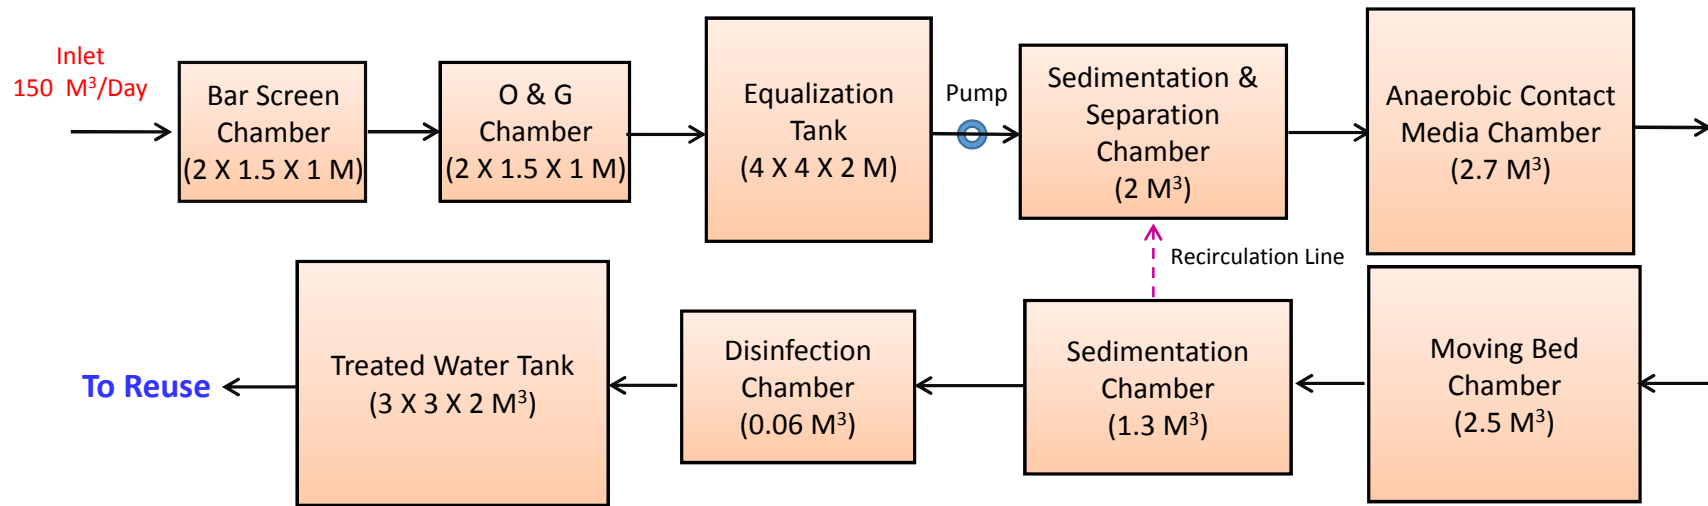 Inlet
150 M³/Day
Bar Screen
Chamber
(2 X 1.5 X 1 M)
O & G
Chamber
(2 X 1.5 X 1 M)
Equalization
Tank
(4 X 4 X 2 M)
Pump
Sedimentation &
Separation
Chamber
(2 M³)
Anaerobic Contact
Media Chamber
(2.7 M³)
Recirculation Line
Moving Bed
Chamber
(2.5 M³)
Sedimentation
Chamber
(1.3 M³)
Disinfection
Chamber
(0.06 M³)
Treated Water Tank
(3 X 3 X 2 M³)
To Reuse